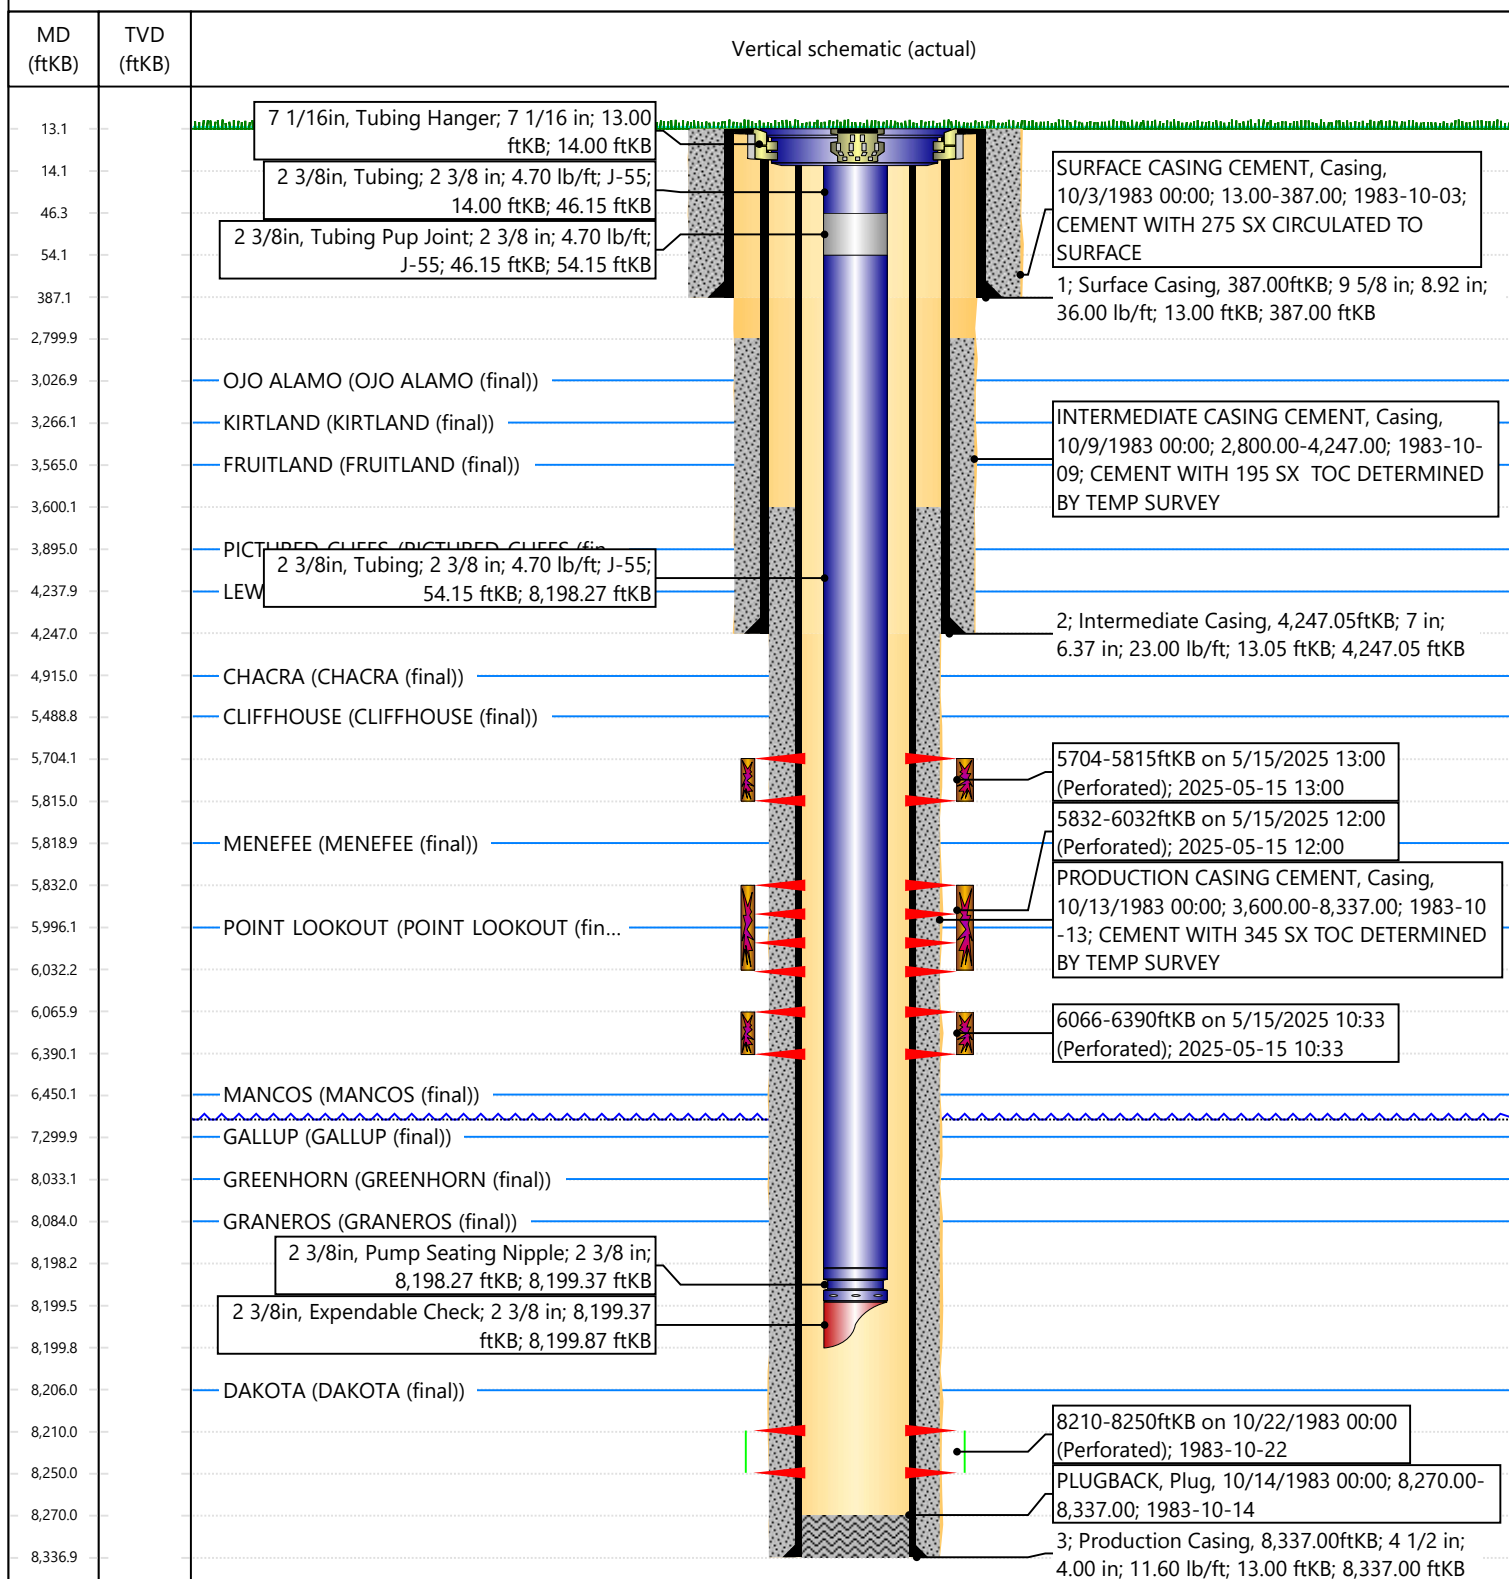 MD
(ftKB)
TVD
(ftKB)
Vertical schematic (actual)
13.1
14.1
46.3
54.1
387.1
2,799.9
3,026.9
3,266.1
3,565.0
3,600.1
3,895.0
4,237.9
4,247.0
4,915.0
5,488.8
5,704.1
5,815.0
5,818.9
5,832.0
5,996.1
6,032.2
6,065.9
6,390.1
6,450.1
7,299.9
8,033.1
8,084.0
8,198.2
8,199.5
8,199.8
8,206.0
8,210.0
8,250.0
8,270.0
8,336.9
7 1/16in, Tubing Hanger; 7 1/16 in; 13.00
ftKB; 14.00 ftKB
2 3/8in, Tubing; 2 3/8 in; 4.70 lb/ft; J-55;
14.00 ftKB; 46.15 ftKB
2 3/8in, Tubing Pup Joint; 2 3/8 in; 4.70 lb/ft;
J-55; 46.15 ftKB; 54.15 ftKB
OJO ALAMO (OJO ALAMO (final))
KIRTLAND (KIRTLAND (final))
FRUITLAND (FRUITLAND (final))
PICTURED CLIFFS (PICTURED CLIFFS (fin...
2 3/8in, Tubing; 2 3/8 in; 4.70 lb/ft; J-55;
54.15 ftKB; 8,198.27 ftKB
LEW
CHACRA (CHACRA (final))
CLIFFHOUSE (CLIFFHOUSE (final))
MENEFEE (MENEFEE (final))
POINT LOOKOUT (POINT LOOKOUT (fin...
MANCOS (MANCOS (final))
GALLUP (GALLUP (final))
GREENHORN (GREENHORN (final))
GRANEROS (GRANEROS (final))
2 3/8in, Pump Seating Nipple; 2 3/8 in;
8,198.27 ftKB; 8,199.37 ftKB
2 3/8in, Expendable Check; 2 3/8 in; 8,199.37
ftKB; 8,199.87 ftKB
DAKOTA (DAKOTA (final))
SURFACE CASING CEMENT, Casing,
10/3/1983 00:00; 13.00-387.00; 1983-10-03;
CEMENT WITH 275 SX CIRCULATED TO
SURFACE
1; Surface Casing, 387.00ftKB; 9 5/8 in; 8.92 in;
36.00 lb/ft; 13.00 ftKB; 387.00 ftKB
INTERMEDIATE CASING CEMENT, Casing,
10/9/1983 00:00; 2,800.00-4,247.00; 1983-10-
09; CEMENT WITH 195 SX  TOC DETERMINED
BY TEMP SURVEY
2; Intermediate Casing, 4,247.05ftKB; 7 in;
6.37 in; 23.00 lb/ft; 13.05 ftKB; 4,247.05 ftKB
5704-5815ftKB on 5/15/2025 13:00
(Perforated); 2025-05-15 13:00
5832-6032ftKB on 5/15/2025 12:00
(Perforated); 2025-05-15 12:00
PRODUCTION CASING CEMENT, Casing,
10/13/1983 00:00; 3,600.00-8,337.00; 1983-10
-13; CEMENT WITH 345 SX TOC DETERMINED
BY TEMP SURVEY
6066-6390ftKB on 5/15/2025 10:33
(Perforated); 2025-05-15 10:33
8210-8250ftKB on 10/22/1983 00:00
(Perforated); 1983-10-22
PLUGBACK, Plug, 10/14/1983 00:00; 8,270.00-
8,337.00; 1983-10-14
3; Production Casing, 8,337.00ftKB; 4 1/2 in;
4.00 in; 11.60 lb/ft; 13.00 ftKB; 8,337.00 ftKB